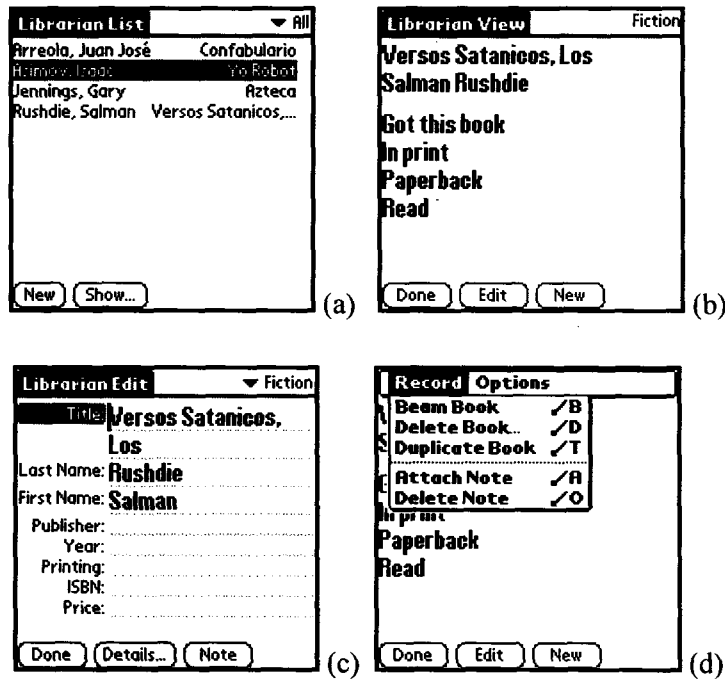 Librarian List ▼ All
Arreola, Juan José Confabulario
Asimov, Isaac Yo Robot
Jennings, Gary Azteca
Rushdie, Salman Versos Satanicos,...
New Show...
(a)
Librarian View Fiction
Versos Satanicos, Los
Salman Rushdie
Got this book
In print
Paperback
Read
Done Edit New
(b)
Librarian Edit ▼ Fiction
Title: Versos Satanicos,
Los
Last Name: Rushdie
First Name: Salman
Publisher:
Year:
Printing:
ISBN:
Price:
Done Details... Note
(c)
Record Options
Beam Book /B
Delete Book... /D
Duplicate Book /T
Attach Note /A
Delete Note /O
In print
Paperback
Read
Done Edit New
(d)